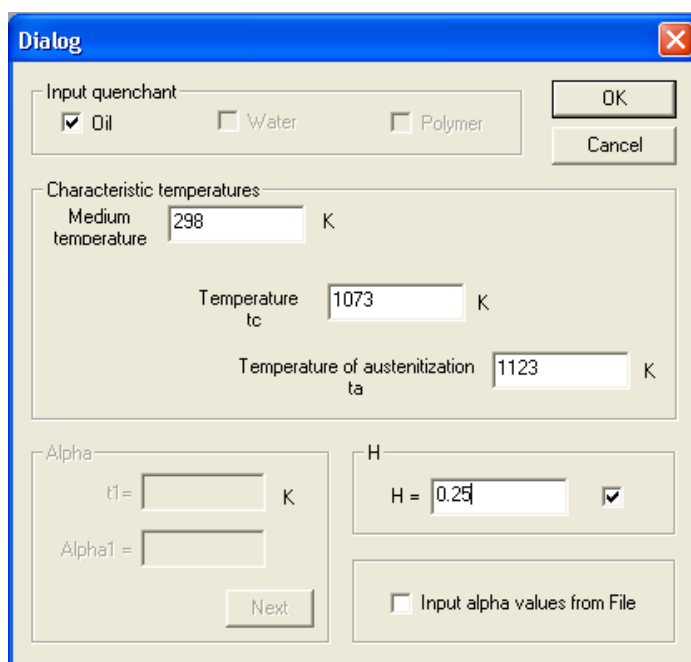 Dialog
Input quenchant
Oil
Water
Polymer
OK
Cancel
Characteristic temperatures
Medium
temperature
298
K
Temperature
tc
1073
K
Temperature of austenitization
ta
1123
K
Alpha
t1=
K
Alpha1 =
Next
H
H =
0.25
Input alpha values from File